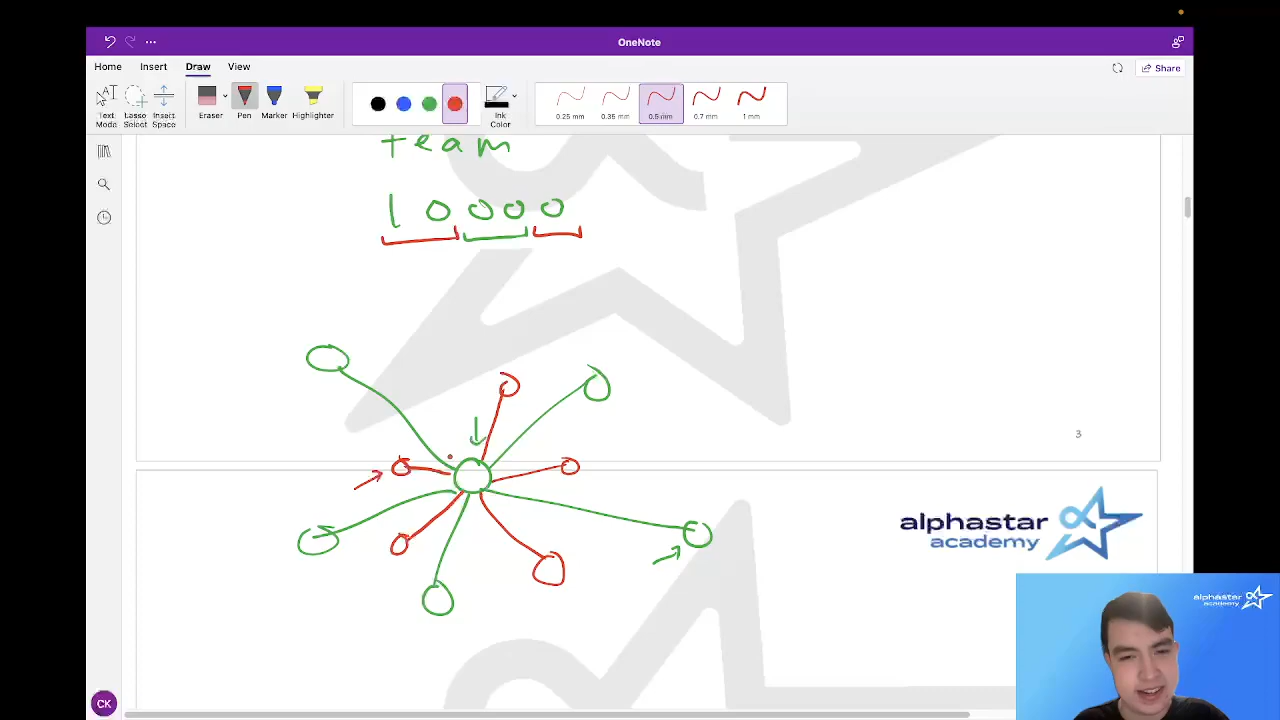 OneNote
Home Insert Draw View
Share
Text Mode
Lasso Select
Insert Space
Eraser
Pen
Marker
Highlighter
Ink Color
0.25 mm
0.35 mm
0.5 mm
0.7 mm
1 mm
team
10000
3
alphastar
academy
alphastar
academy
CK